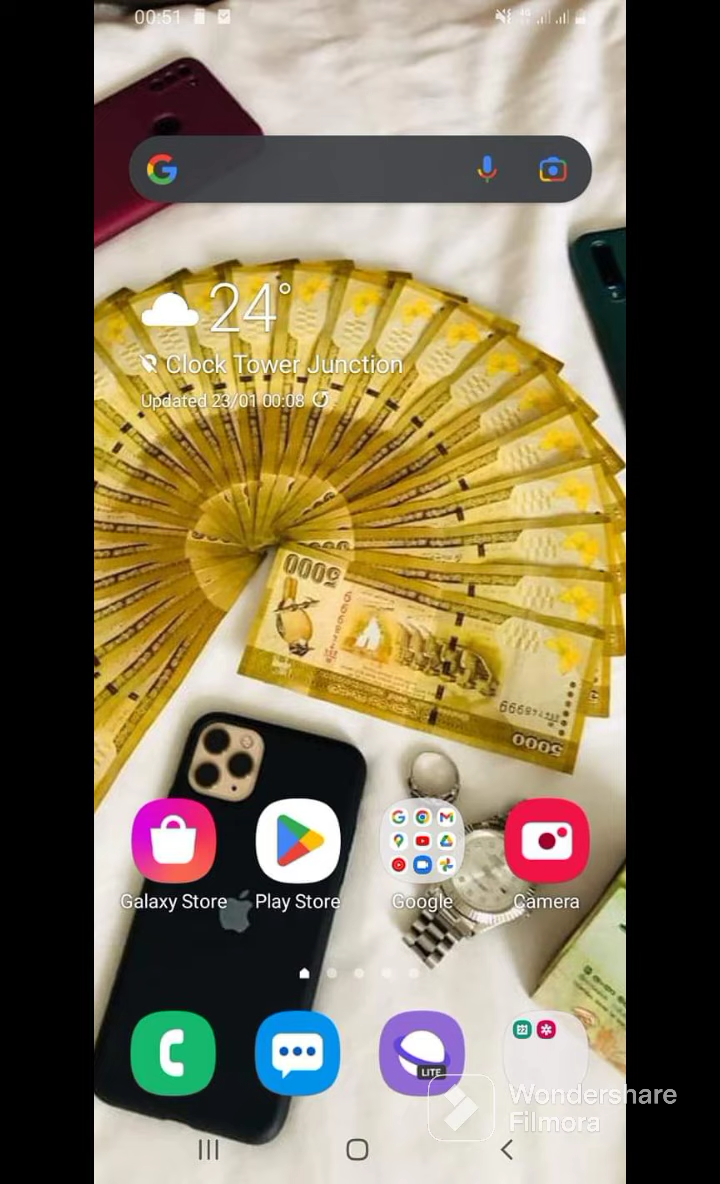 00:51
4G
24°
Clock Tower Junction
Updated 23/01 00:08
5000
5000
Galaxy Store
Play Store
Google
Camera
LITE
Wondershare
Filmora